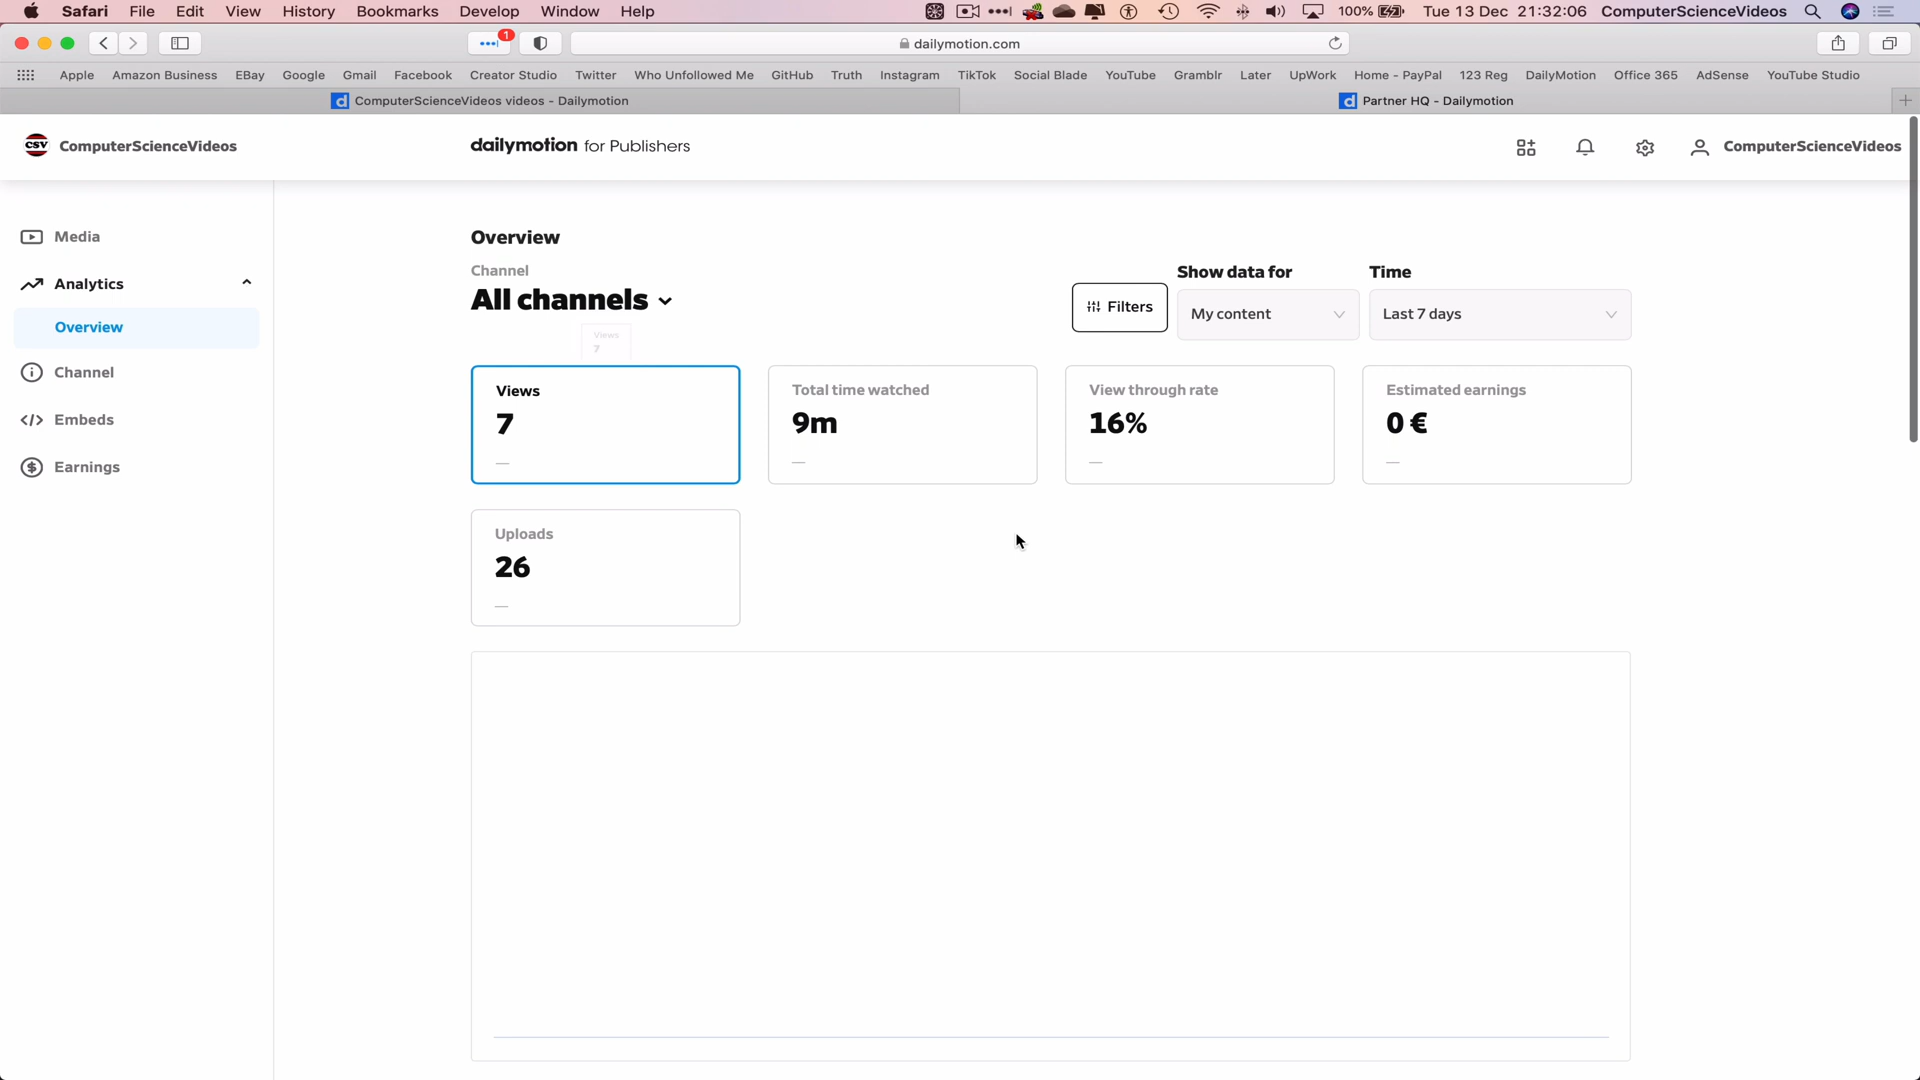 Safari File Edit View History Bookmarks Develop Window Help 100% Tue 13 Dec 21:32:06 ComputerScienceVideos
1 dailymotion.com
Apple Amazon Business EBay Google Gmail Facebook Creator Studio Twitter Who Unfollowed Me GitHub Truth Instagram TikTok Social Blade YouTube Gramblr Later UpWork Home - PayPal 123 Reg DailyMotion Office 365 AdSense YouTube Studio
d ComputerScienceVideos videos - Dailymotion d Partner HQ - Dailymotion
CSV ComputerScienceVideos dailymotion for Publishers ComputerScienceVideos
Media
Analytics
Overview
Channel
Embeds
Earnings
Overview
Channel
All channels
Filters
Show data for
My content
Time
Last 7 days
Views
7
Views
7
—
Total time watched
9m
—
View through rate
16%
—
Estimated earnings
0 €
—
Uploads
26
—